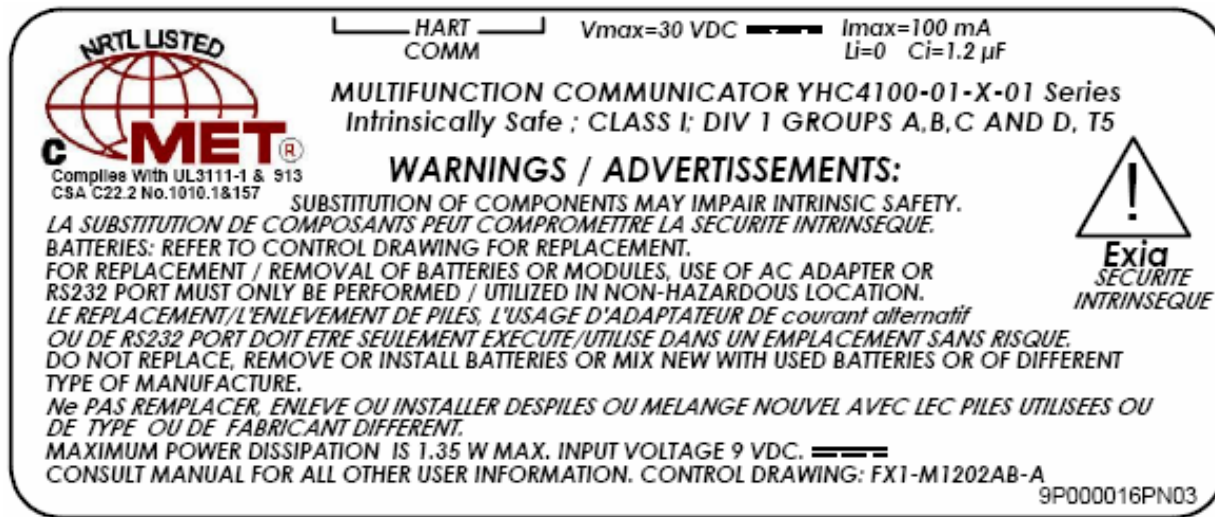 NRTL LISTED
C MET ®
Complies With UL3111-1 & 913
CSA C22.2 No.1010.1&157
HART
COMM
Vmax=30 VDC
Imax=100 mA
Li=0 Ci=1.2 µF
MULTIFUNCTION COMMUNICATOR YHC4100-01-X-01 Series
Intrinsically Safe ; CLASS I; DIV 1 GROUPS A,B,C AND D, T5
WARNINGS / ADVERTISSEMENTS:
SUBSTITUTION OF COMPONENTS MAY IMPAIR INTRINSIC SAFETY.
LA SUBSTITUTION DE COMPOSANTS PEUT COMPROMETTRE LA SECURITE INTRINSEQUE.
BATTERIES: REFER TO CONTROL DRAWING FOR REPLACEMENT.
FOR REPLACEMENT / REMOVAL OF BATTERIES OR MODULES, USE OF AC ADAPTER OR
RS232 PORT MUST ONLY BE PERFORMED / UTILIZED IN NON-HAZARDOUS LOCATION.
LE REPLACEMENT/L'ENLEVEMENT DE PILES, L'USAGE D'ADAPTATEUR DE courant alternatif
OU DE RS232 PORT DOIT ETRE SEULEMENT EXECUTE/UTILISE DANS UN EMPLACEMENT SANS RISQUE.
DO NOT REPLACE, REMOVE OR INSTALL BATTERIES OR MIX NEW WITH USED BATTERIES OR OF DIFFERENT
TYPE OF MANUFACTURE.
Ne PAS REMPLACER, ENLEVE OU INSTALLER DESPILES OU MELANGE NOUVEL AVEC LEC PILES UTILISEES OU
DE TYPE OU DE FABRICANT DIFFERENT.
MAXIMUM POWER DISSIPATION IS 1.35 W MAX. INPUT VOLTAGE 9 VDC.
CONSULT MANUAL FOR ALL OTHER USER INFORMATION. CONTROL DRAWING: FX1-M1202AB-A
!
Exia
SECURITE
INTRINSEQUE
9P000016PN03